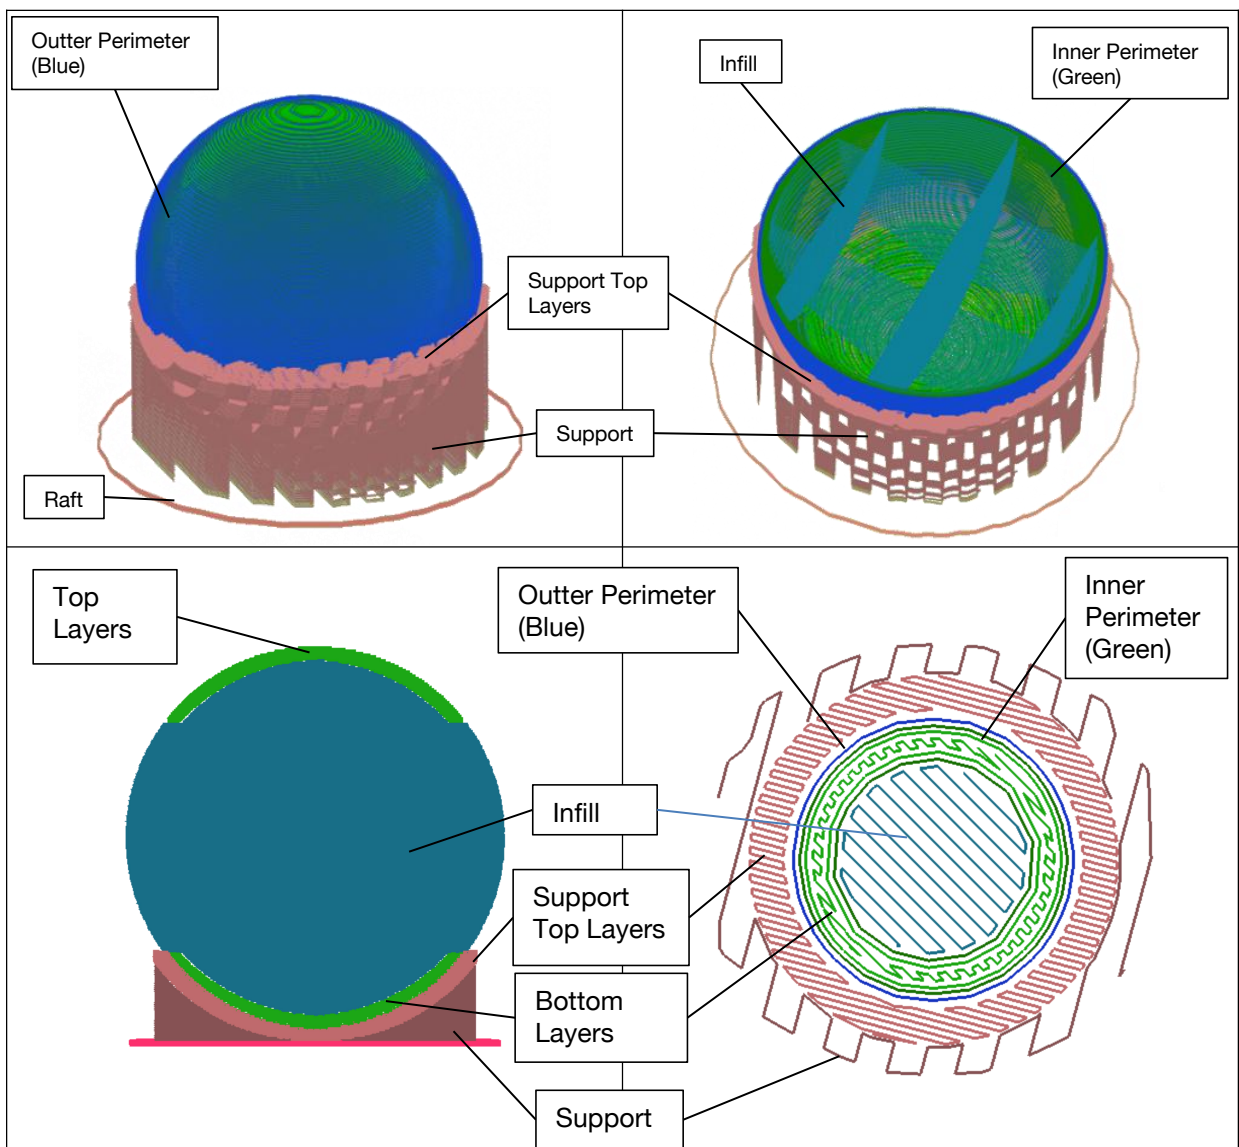 Outter Perimeter
(Blue)
Infill
Inner Perimeter
(Green)
Support Top
Layers
Support
Raft
Top
Layers
Outter Perimeter
(Blue)
Inner
Perimeter
(Green)
Infill
Support
Top Layers
Bottom
Layers
Support